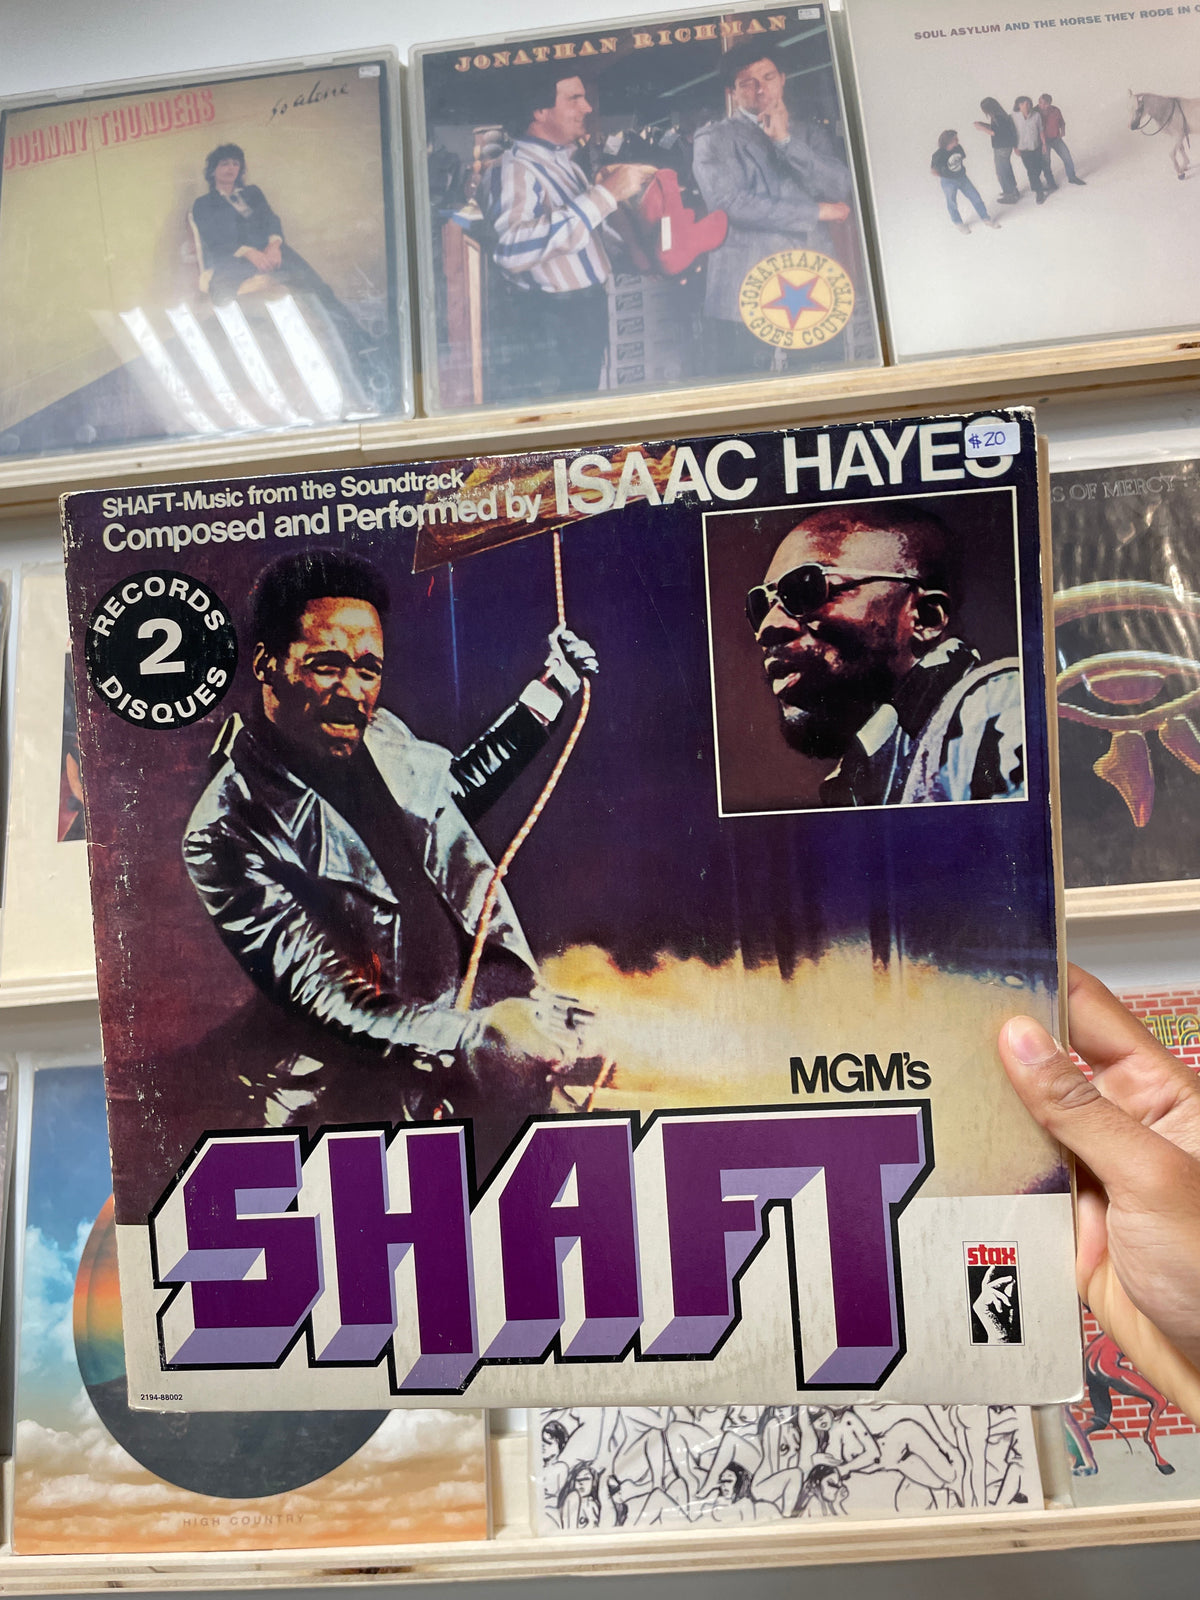 JOHNNY THUNDERS
so alone
JONATHAN RICHMAN
JONATHAN GOES COUNTRY
SOUL ASYLUM AND THE HORSE THEY RODE IN
$20
SHAFT-Music from the Soundtrack
Composed and Performed by ISAAC HAYES
RECORDS
2
DISQUES
OF MERCY
MGM's
SHAFT
stax
2194-88002
HIGH COUNTRY